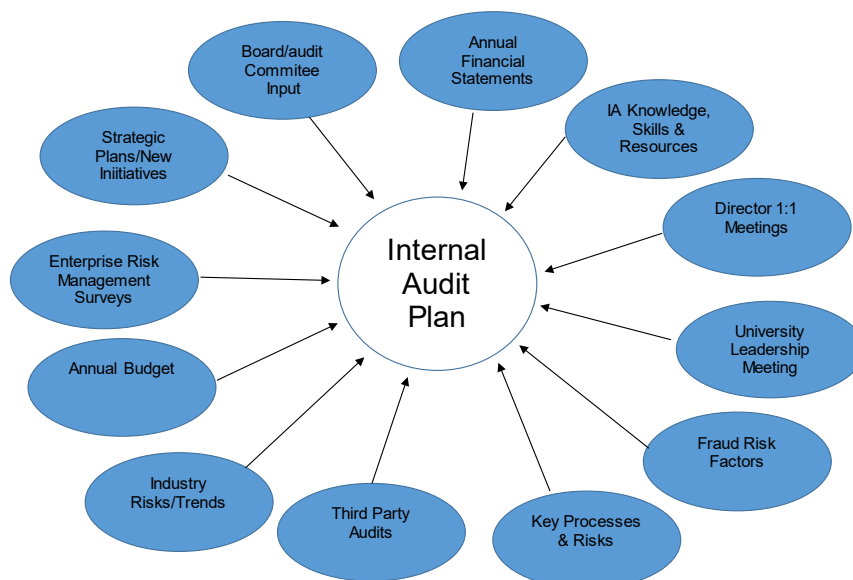 Board/audit
Commitee
Input
Annual
Financial
Statements
IA Knowledge,
Skills &
Resources
Strategic
Plans/New
Iniitiatives
Director 1:1
Meetings
Internal
Audit
Plan
Enterprise Risk
Management
Surveys
University
Leadership
Meeting
Annual Budget
Fraud Risk
Factors
Industry
Risks/Trends
Third Party
Audits
Key Processes
& Risks